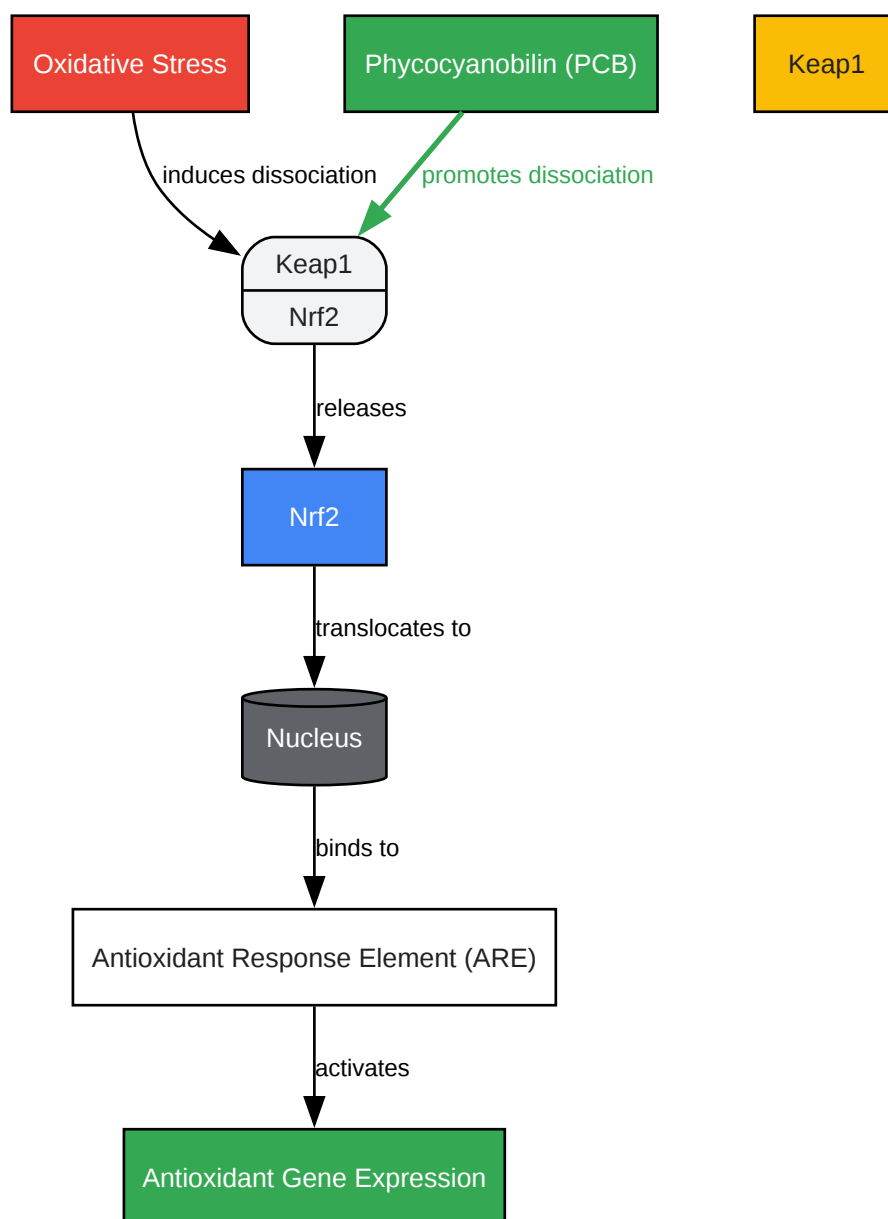 Oxidative Stress
Phycocyanobilin (PCB)
Keap1
induces dissociation
promotes dissociation
Keap1
Nrf2
releases
Nrf2
translocates to
Nucleus
binds to
Antioxidant Response Element (ARE)
activates
Antioxidant Gene Expression